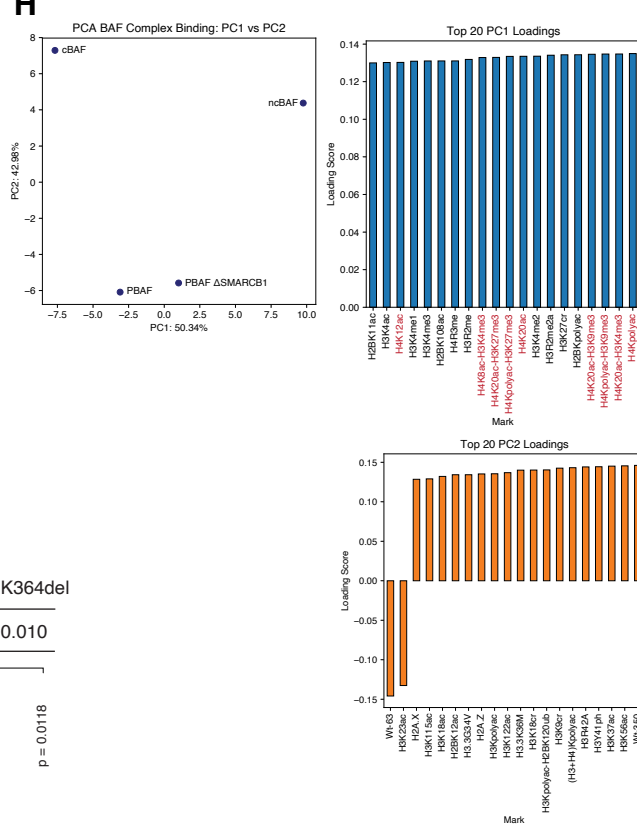 H
PCA BAF Complex Binding: PC1 vs PC2
8
6
4
2
0
−2
−4
−6
PC2: 42.98%
cBAF
ncBAF
PBAF
PBAF ΔSMARCB1
−7.5 −5.0 −2.5 0.0 2.5 5.0 7.5 10.0
PC1: 50.34%
Top 20 PC1 Loadings
0.14
0.12
0.10
0.08
0.06
0.04
0.02
0.00
Loading Score
H2BK11ac
H3K4ac
H4K12ac
H3K4me1
H3K4me3
H2BK108ac
H4R3me
H3R2me
H4K8ac-H3K4me3
H4K20ac-H3K27me3
H4Kpolyac-H3K27me3
H4K20ac
H3K4me2
H3R2me2a
H3K27cr
H2BKpolyac
H4K20ac-H3K9me3
H4Kpolyac-H3K9me3
H4K20ac-H3K4me3
H4Kpolyac
Mark
Top 20 PC2 Loadings
0.15
0.10
0.05
0.00
−0.05
−0.10
−0.15
Loading Score
Wt-63
H3K23ac
H2A.X
H3K115ac
H3K18ac
H2BK12ac
H3.3G34V
H2A.Z
H3Kpolyac
H3K122ac
H3.3K36M
H3K18cr
H3Kpolyac-H2BK120ub
H3K9cr
(H3+H4)Kpolyac
H3R42A
H3Y41ph
H3K37ac
H3K56ac
Mark
K364del
0.010
p = 0.0118